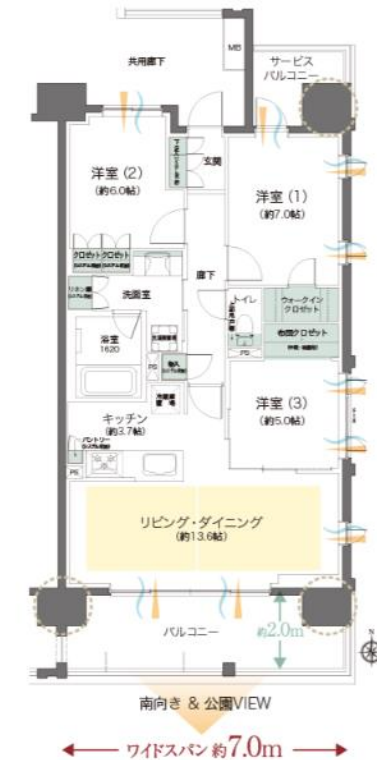 共用廊下
MB
サービス
バルコニー
洋室 (2)
(約6.0帖)
玄関
洋室 (1)
(約7.0帖)
クロゼット
クロゼット
洗面室
廊下
トイレ
ウォークイン
クロゼット
布団クロゼット
浴室
1620
PS
物入
PS
キッチン
(約3.7帖)
パントリー
PS
洋室 (3)
(約5.0帖)
リビング・ダイニング
(約13.6帖)
バルコニー
約2.0m
N
南向き & 公園VIEW
ワイドスパン 約7.0m